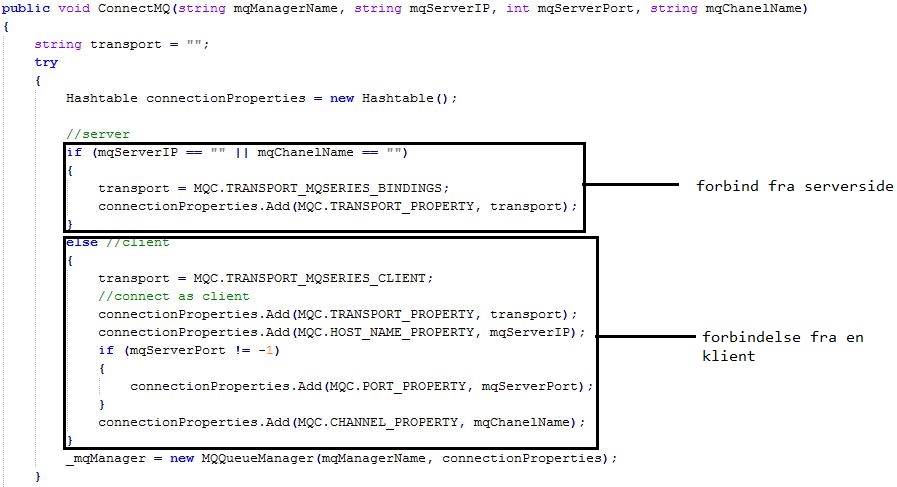 public void ConnectMQ(string mqManagerName, string mqServerIP, int mqServerPort, string mqChanelName)
{
string transport = "";
try
{
Hashtable connectionProperties = new Hashtable();
//server
if (mqServerIP == "" || mqChanelName == "")
{
transport = MQC.TRANSPORT_MQSERIES_BINDINGS;
connectionProperties.Add(MQC.TRANSPORT_PROPERTY, transport);
}
forbind fra serverside
else //client
{
transport = MQC.TRANSPORT_MQSERIES_CLIENT;
//connect as client
connectionProperties.Add(MQC.TRANSPORT_PROPERTY, transport);
connectionProperties.Add(MQC.HOST_NAME_PROPERTY, mqServerIP);
if (mqServerPort != -1)
{
connectionProperties.Add(MQC.PORT_PROPERTY, mqServerPort);
}
connectionProperties.Add(MQC.CHANNEL_PROPERTY, mqChanelName);
}
forbindelse fra en
klient
_mqManager = new MQQueueManager(mqManagerName, connectionProperties);
}